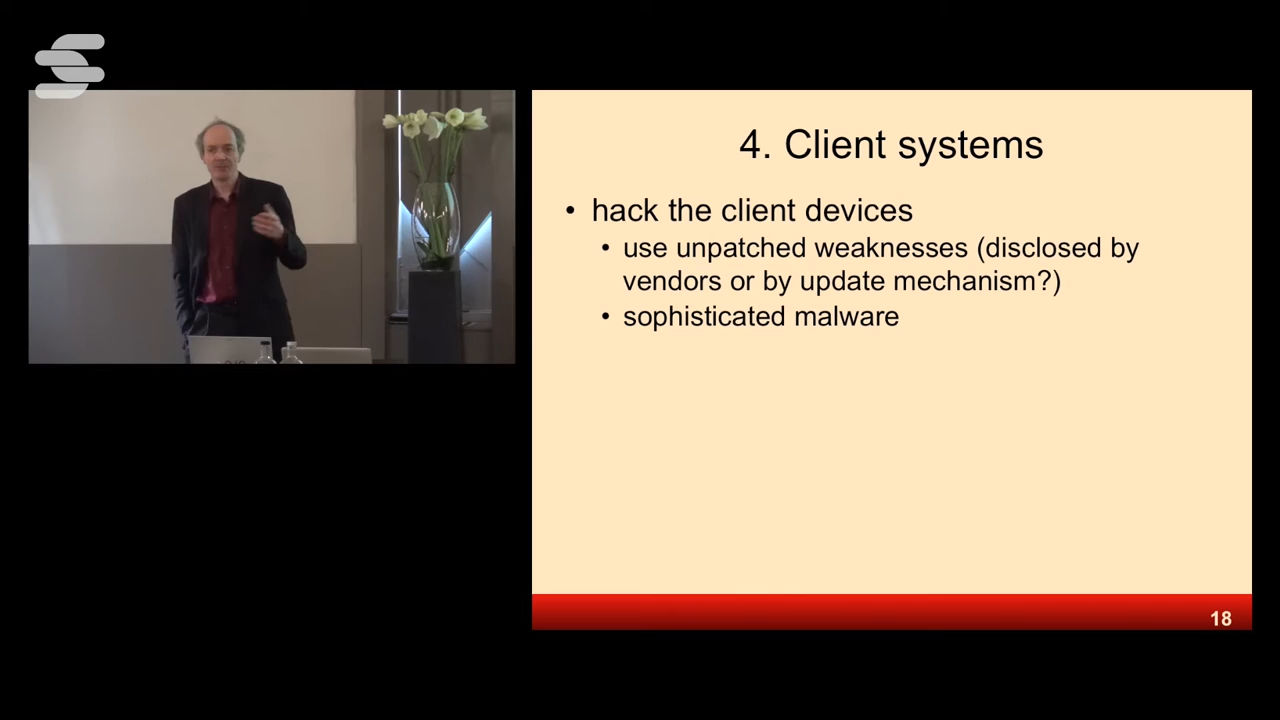 4. Client systems
• hack the client devices
• use unpatched weaknesses (disclosed by
vendors or by update mechanism?)
• sophisticated malware
18